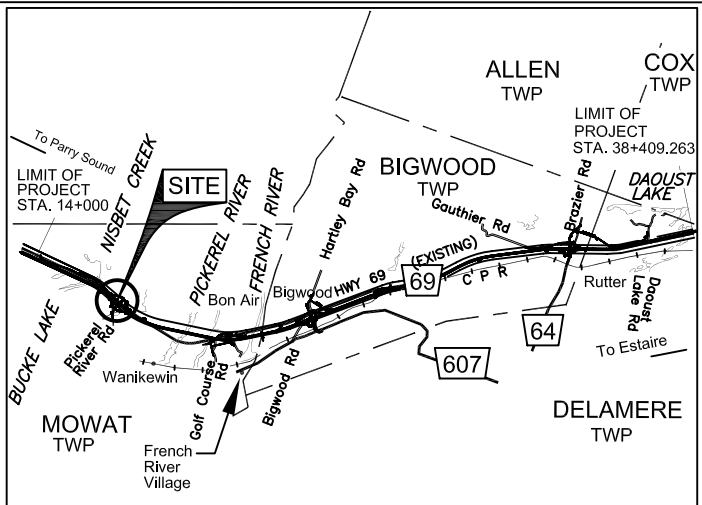 ALLEN
TWP
COX
TWP
To Parry Sound
LIMIT OF
PROJECT
STA. 14+000
NISBET CREEK
SITE
PICKEREL RIVER
FRENCH RIVER
Hartley Bay Rd
BIGWOOD
TWP
Gauthier Rd
LIMIT OF
PROJECT
STA. 38+409.263
Brazier Rd
DAOUST
LAKE
BUCKE LAKE
Pickerel
River Rd
Bon Air
Bigwood
HWY 69 (EXISTING)
69
C P R
Rutter
Daoust
Lake Rd
Wanikewin
Golf Course
Rd
Bigwood Rd
607
64
To Estaire
MOWAT
TWP
French
River
Village
DELAMERE
TWP